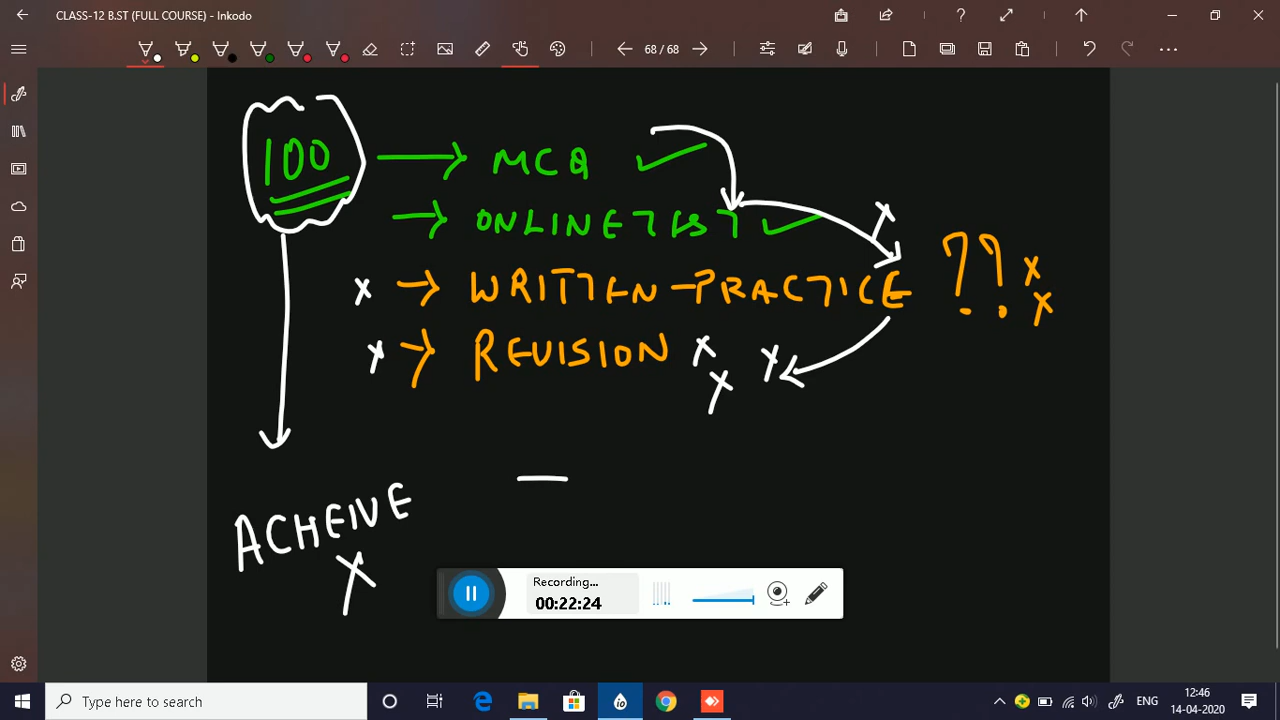 CLASS-12 B.ST (FULL COURSE) - Inkodo
68 / 68
100 → MCQ ✓
→ ONLINE TEST ✓
x → WRITTEN - PRACTICE ?? x x
x → REVISION x x x
ACHEIVE
x
Recording...
00:22:24
Type here to search
ENG
12:46
14-04-2020